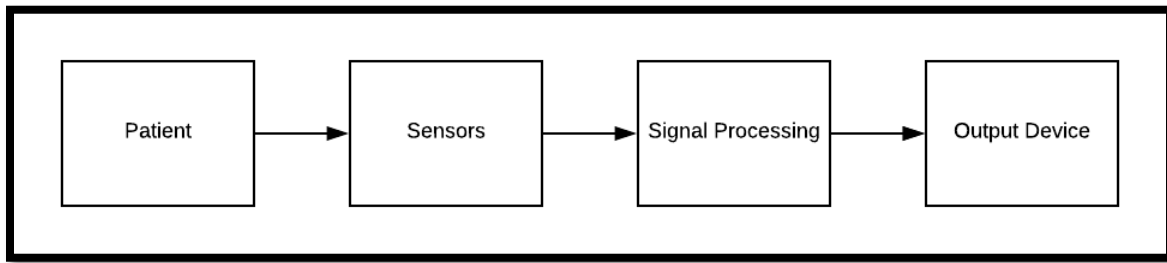 Patient
Sensors
Signal Processing
Output Device